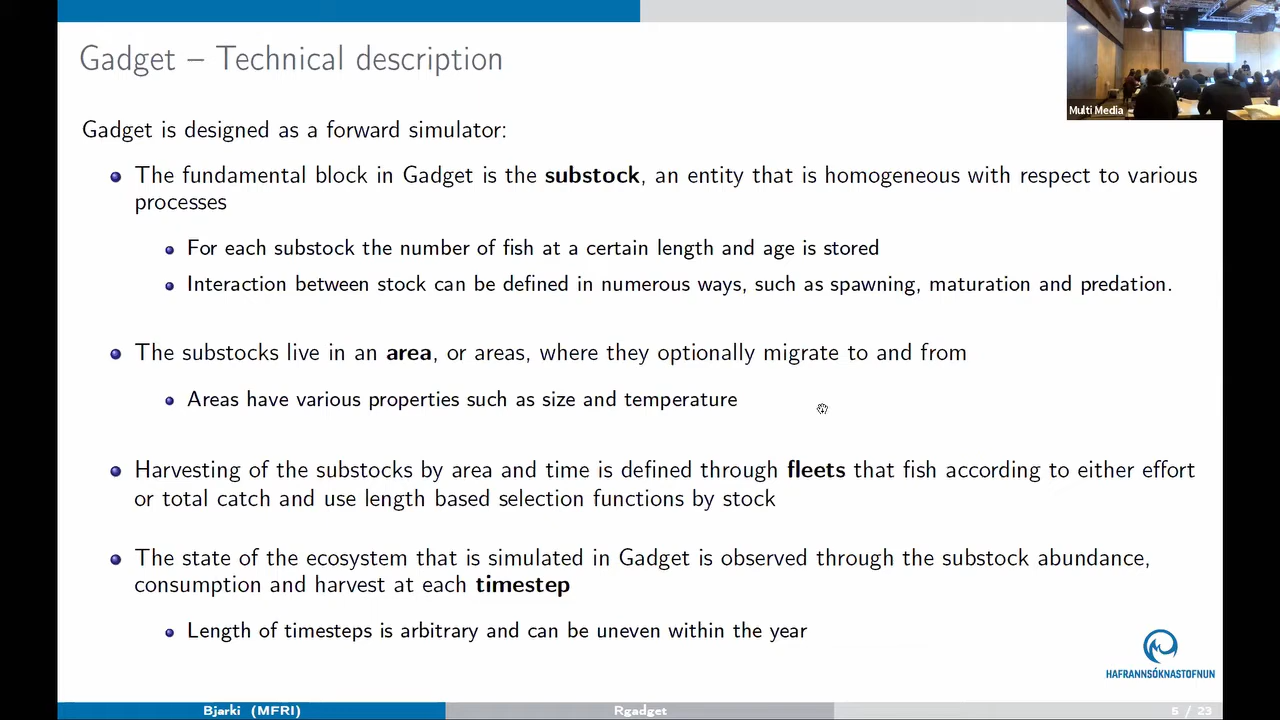 Gadget – Technical description
Multi Media
Gadget is designed as a forward simulator:
The fundamental block in Gadget is the substock, an entity that is homogeneous with respect to various
processes
For each substock the number of fish at a certain length and age is stored
Interaction between stock can be defined in numerous ways, such as spawning, maturation and predation.
The substocks live in an area, or areas, where they optionally migrate to and from
Areas have various properties such as size and temperature
Harvesting of the substocks by area and time is defined through fleets that fish according to either effort
or total catch and use length based selection functions by stock
The state of the ecosystem that is simulated in Gadget is observed through the substock abundance,
consumption and harvest at each timestep
Length of timesteps is arbitrary and can be uneven within the year
HAFRANNSÓKNASTOFNUN
Bjarki (MFRI)
Rgadget
5 / 23